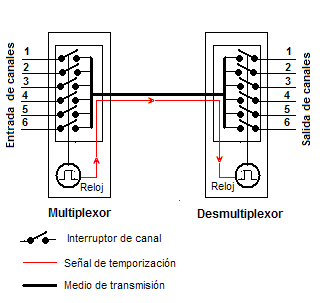 Entrada de canales
1
2
3
4
5
6
Reloj
Multiplexor
1
2
3
4
5
6
Salida de canales
Reloj
Desmultiplexor
Interruptor de canal
Señal de temporización
Medio de transmisión